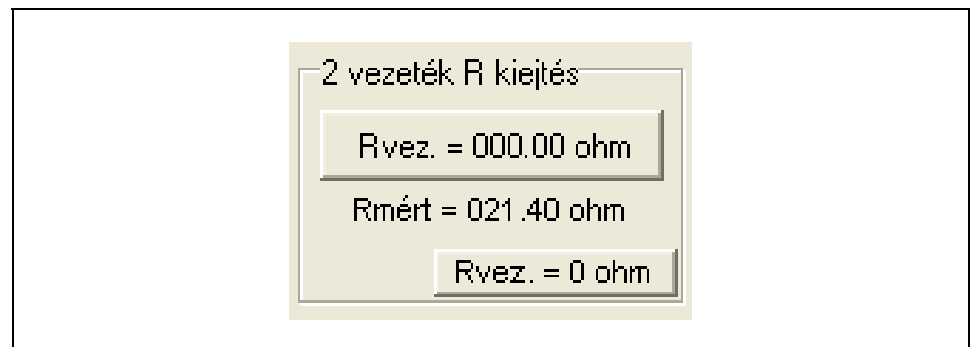 2 vezeték R kiejtés
Rvez. = 000.00 ohm
Rmért = 021.40 ohm
Rvez. = 0 ohm